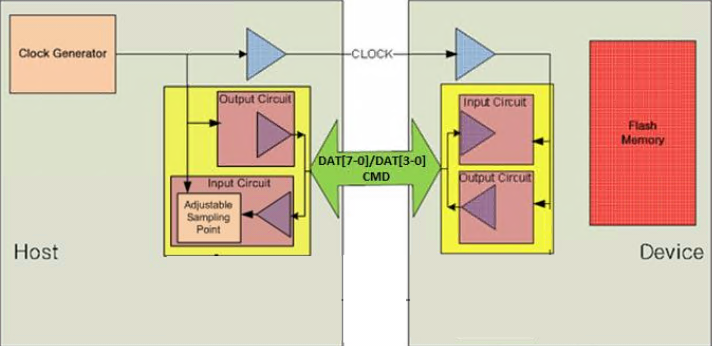 Clock Generator
CLOCK
Output Circuit
Input Circuit
Adjustable
Sampling
Point
DAT[7-0]/DAT[3-0]
CMD
Input Circuit
Output Circuit
Flash
Memory
Host
Device